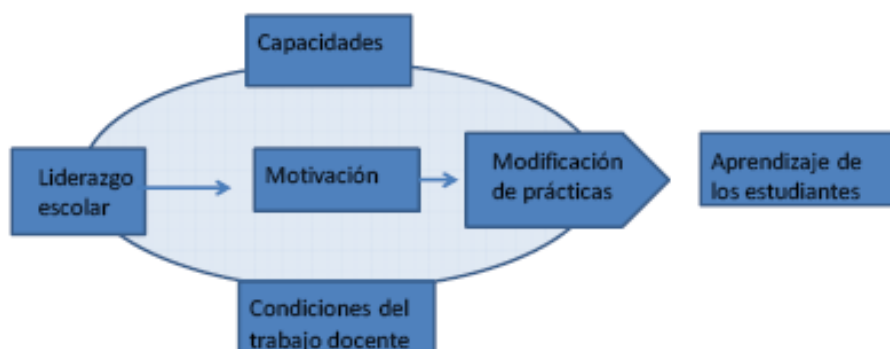 Capacidades
Liderazgo
escolar
Motivación
Modificación
de prácticas
Aprendizaje de
los estudiantes
Condiciones del
trabajo docente